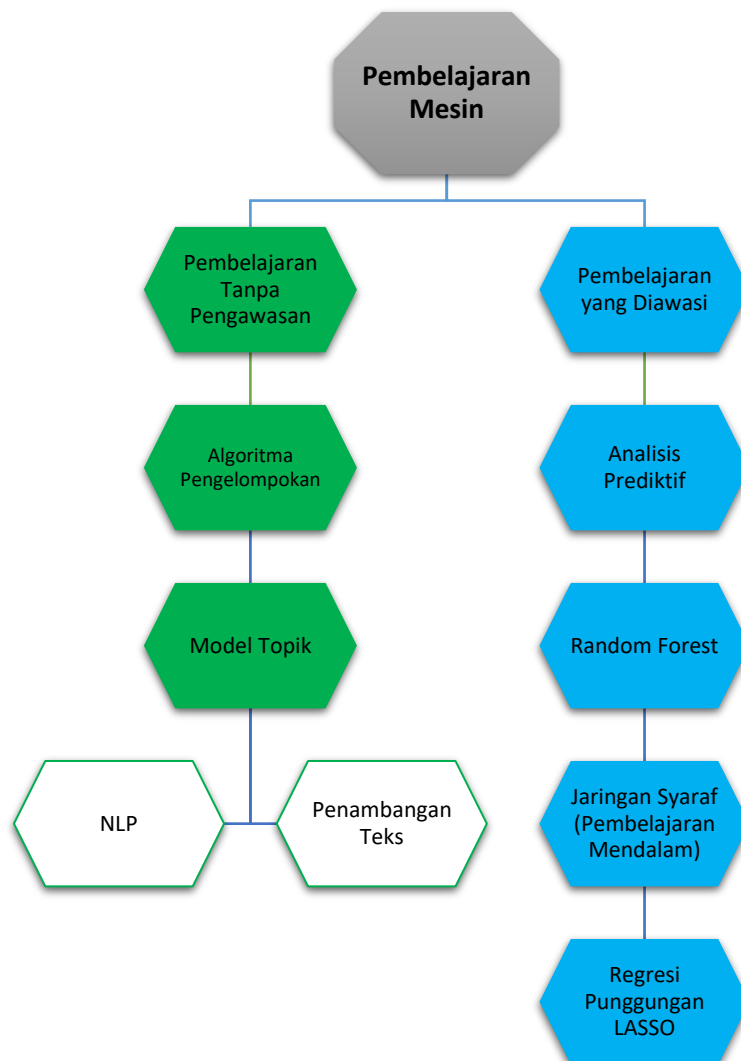 Pembelajaran
Mesin
Pembelajaran
Tanpa
Pengawasan
Pembelajaran
yang Diawasi
Algoritma
Pengelompokan
Analisis
Prediktif
Model Topik
Random Forest
NLP
Penambangan
Teks
Jaringan Syaraf
(Pembelajaran
Mendalam)
Regresi
Punggungan
LASSO